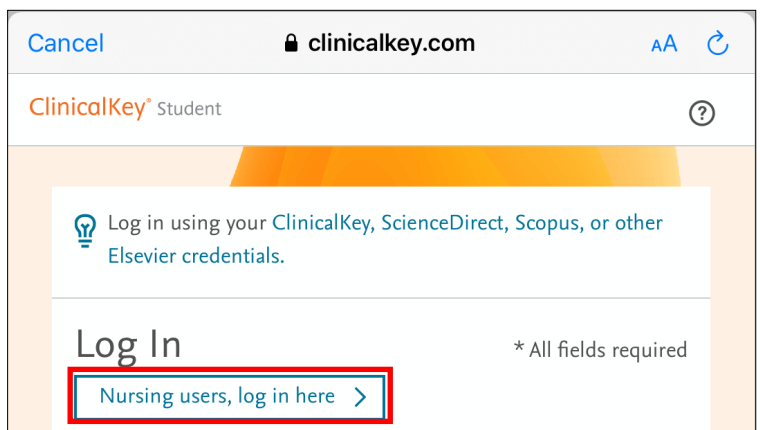 Cancel clinicalkey.com AA
ClinicalKey® Student ?
Log in using your ClinicalKey, ScienceDirect, Scopus, or other
Elsevier credentials.
Log In
* All fields required
Nursing users, log in here >